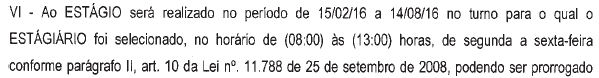 VI - Ao ESTÁGIO será realizado no período de 15/02/16 a 14/08/16 no turno para o qual o
ESTÁGIÁRIO foi selecionado, no horário de (08:00) às (13:00) horas, de segunda a sexta-feira
conforme parágrafo II, art. 10 da Lei nº. 11.788 de 25 de setembro de 2008, podendo ser prorrogado